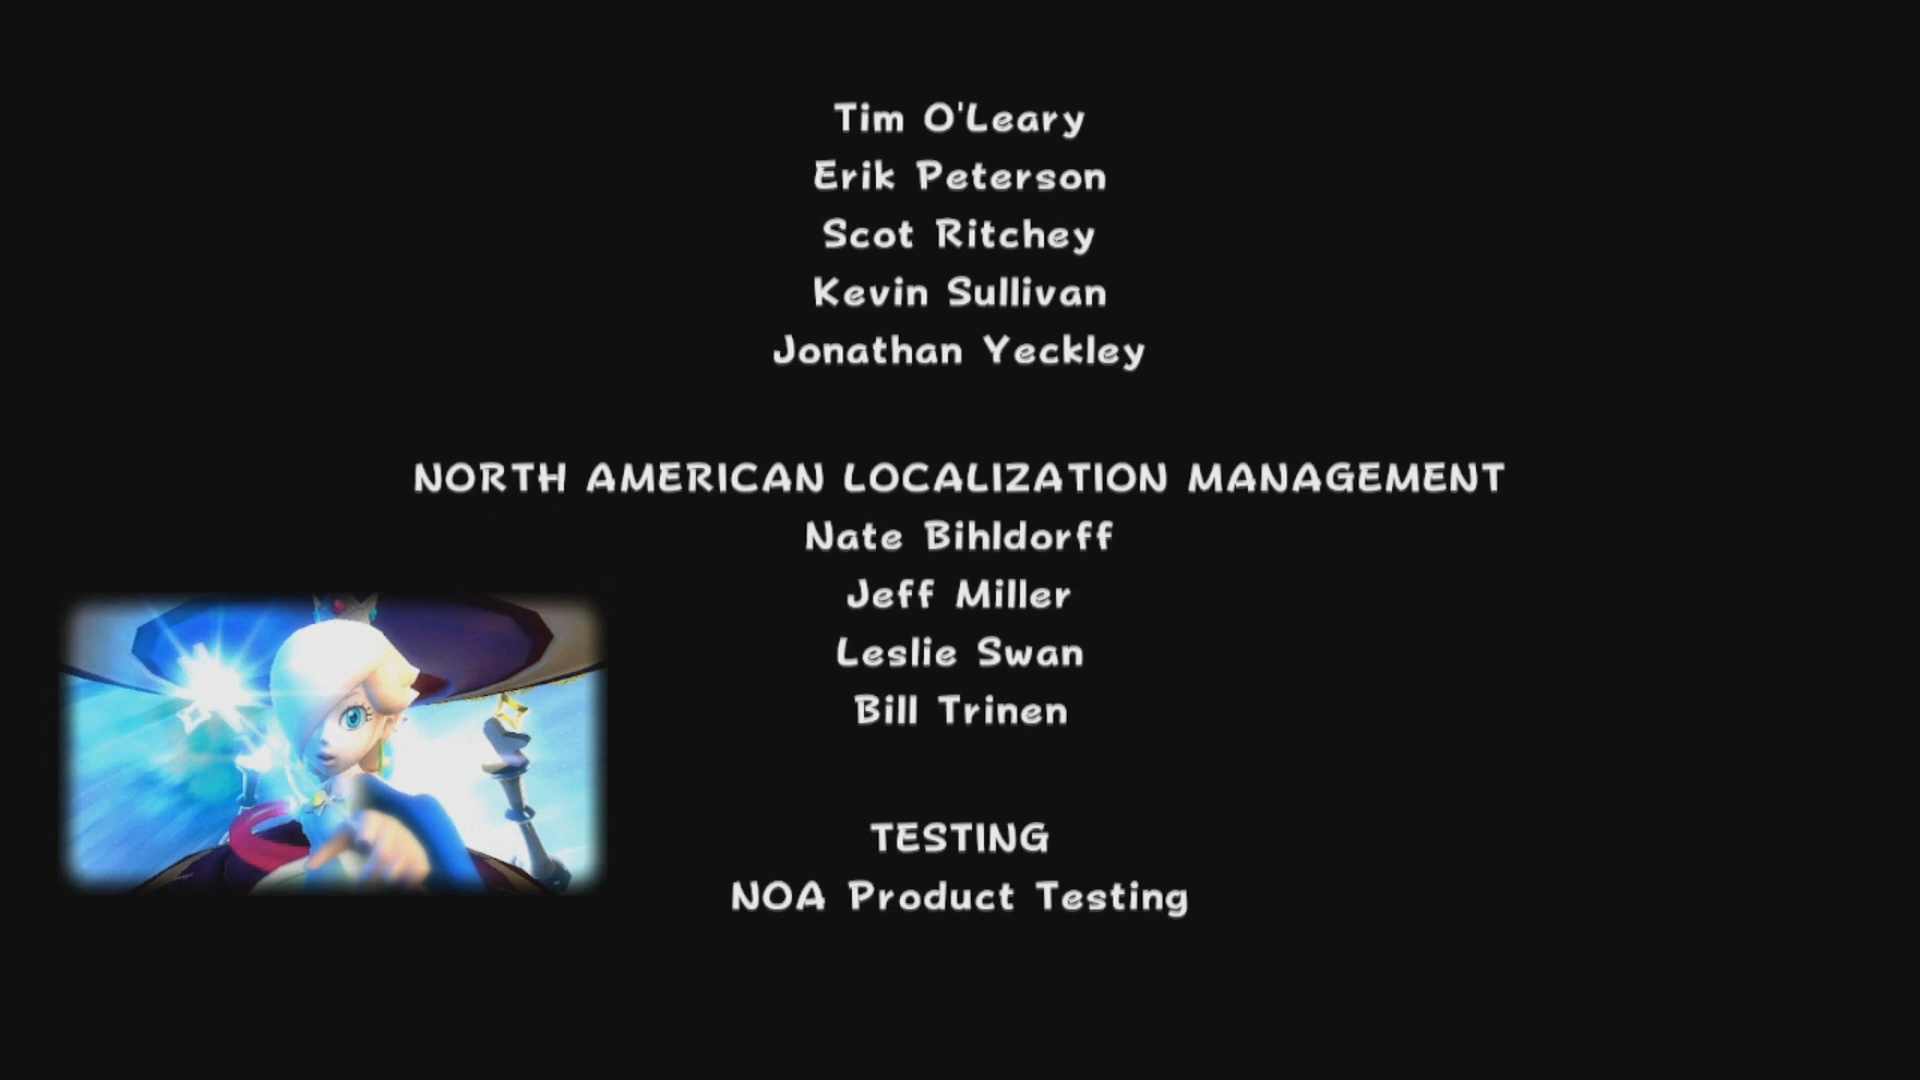 Tim O'Leary
Erik Peterson
Scot Ritchey
Kevin Sullivan
Jonathan Yeckley
NORTH AMERICAN LOCALIZATION MANAGEMENT
Nate Bihldorff
Jeff Miller
Leslie Swan
Bill Trinen
TESTING
NOA Product Testing